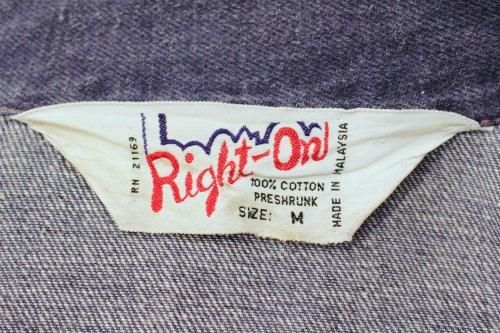 RN 21169
Right-On!
100% COTTON
PRESHRUNK
SIZE: M
MADE IN MALAYSIA